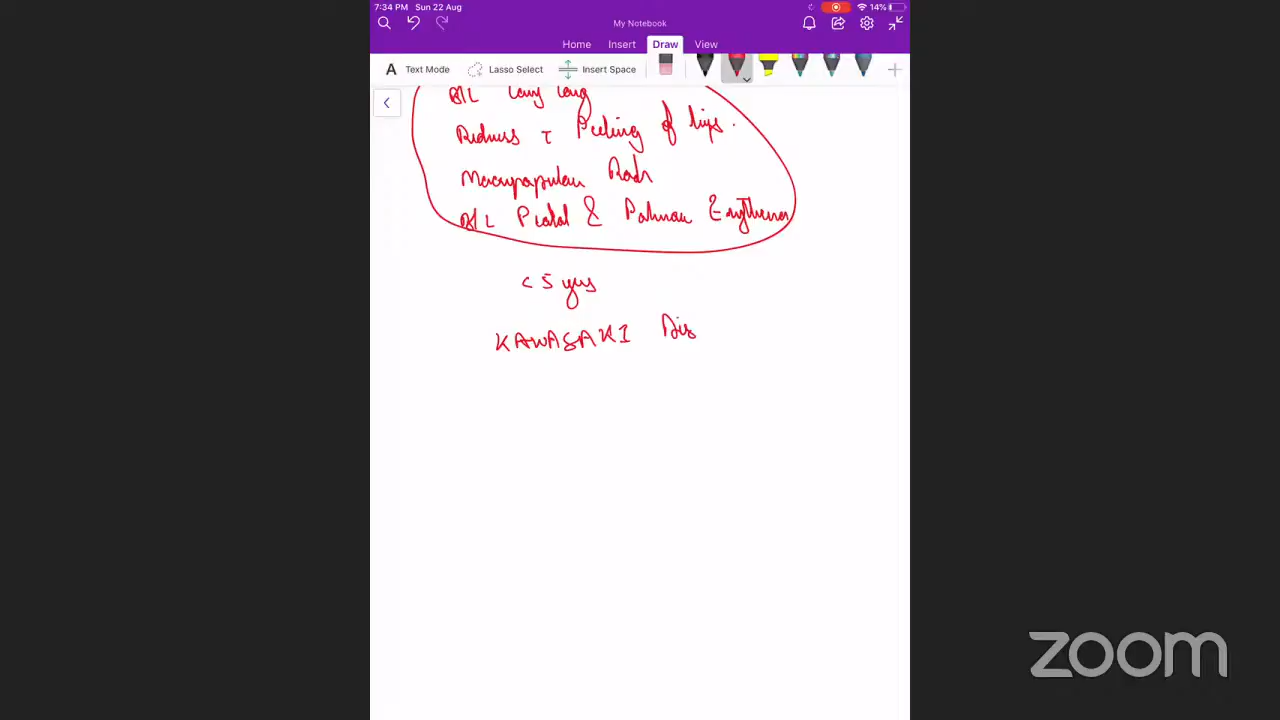 7:34 PM Sun 22 Aug 14%
My Notebook
Home Insert Draw View
A Text Mode Lasso Select Insert Space
B/L
Redness c Peeling of lips.
Maculopapular Rash
B/L Pedal & Palmar Erythema
< 5 yrs
KAWASAKI Dis
zoom